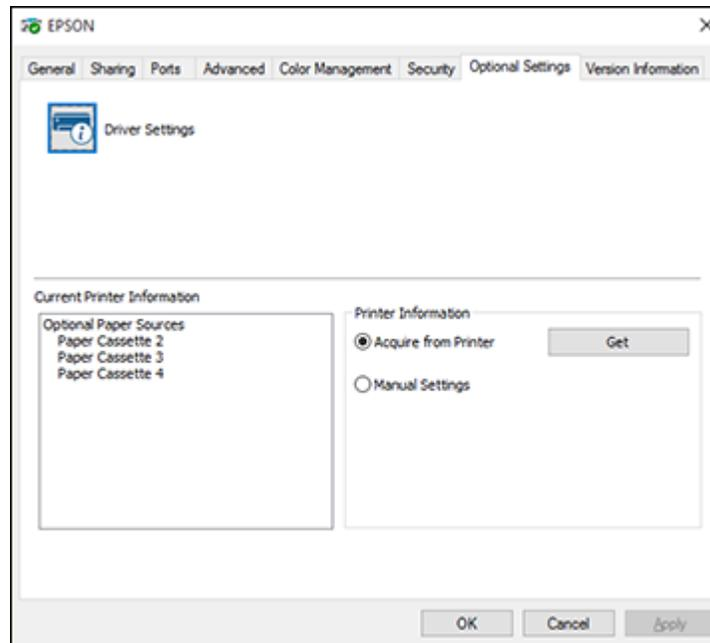 EPSON
General Sharing Ports Advanced Color Management Security Optional Settings Version Information
Driver Settings
Current Printer Information
Optional Paper Sources
Paper Cassette 2
Paper Cassette 3
Paper Cassette 4
Printer Information
Acquire from Printer Get
Manual Settings
OK Cancel Apply